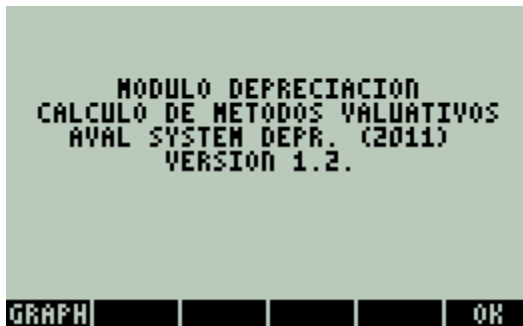 MODULO DEPRECIACION
CALCULO DE METODOS VALUATIVOS
AVAL SYSTEM DEPR. (2011)
VERSION 1.2.
GRAPH OK